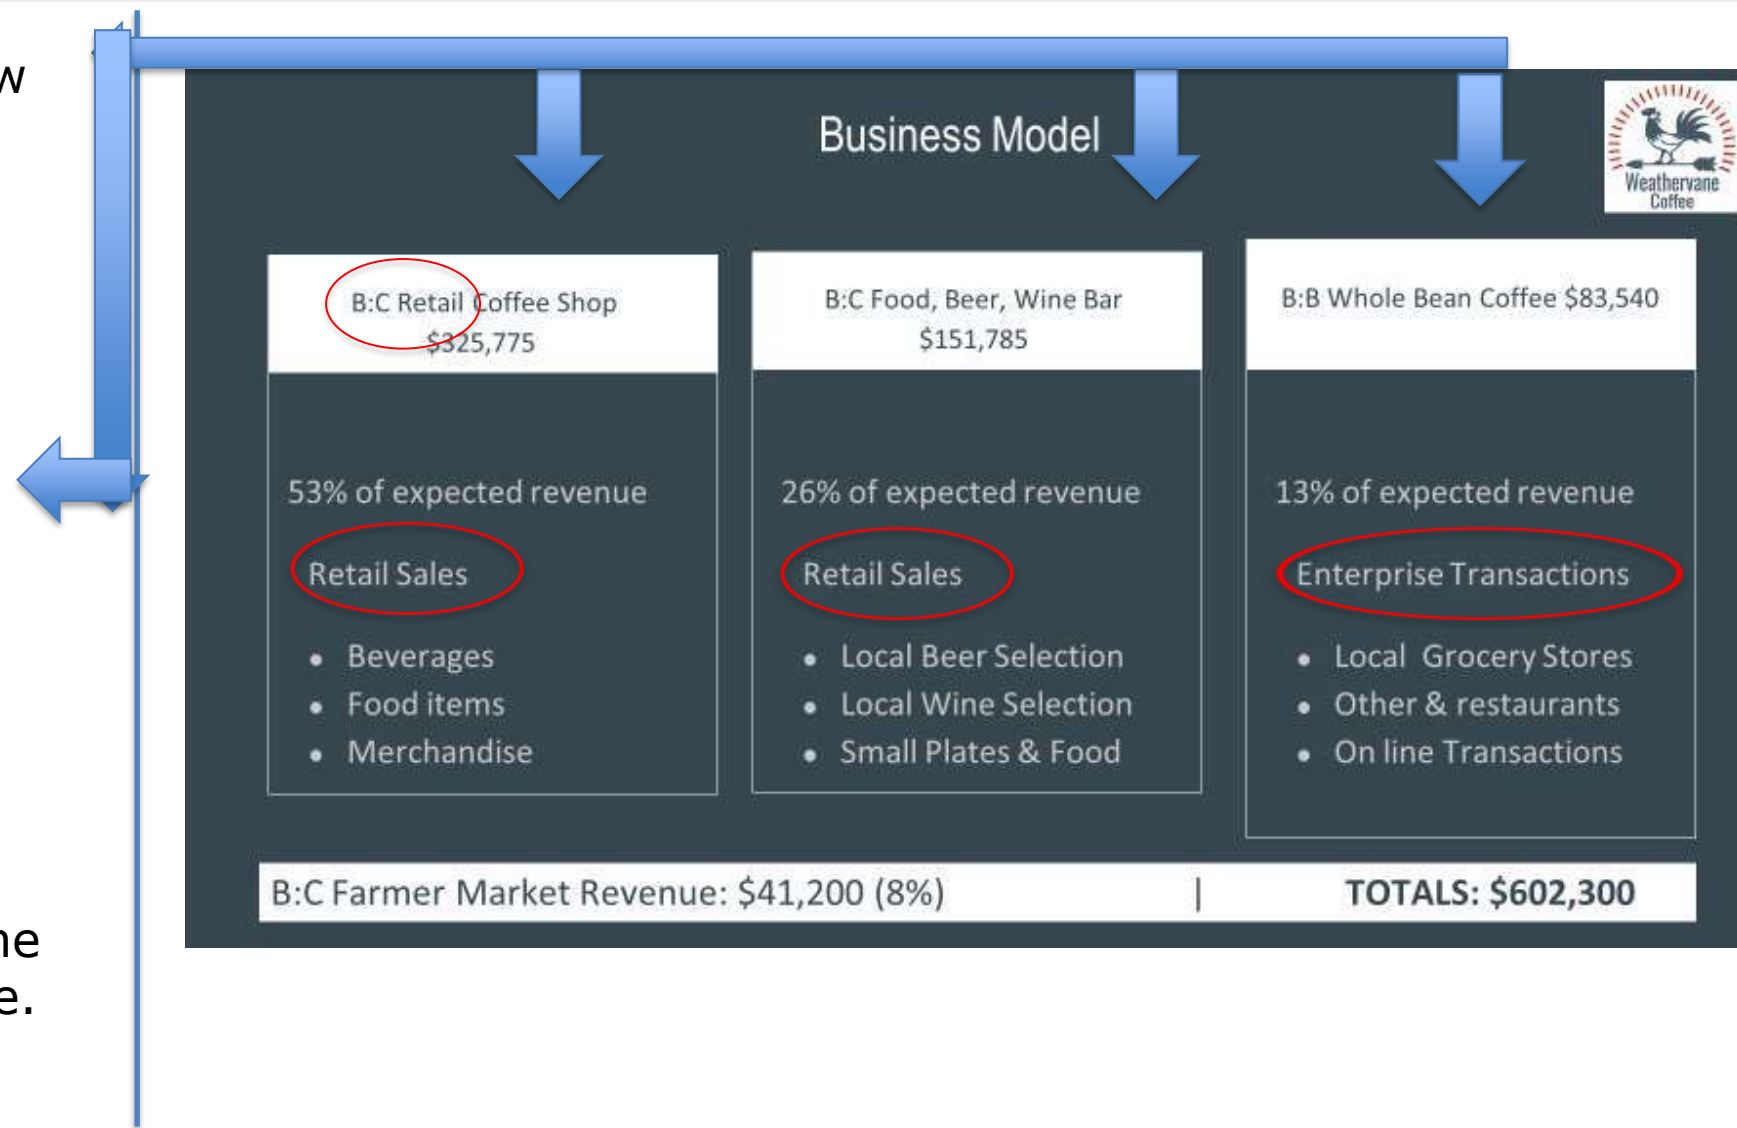 w
ne
e.
Business Model
Weathervane
Coffee
B:C Retail Coffee Shop
$325,775
53% of expected revenue
Retail Sales
• Beverages
• Food items
• Merchandise
B:C Food, Beer, Wine Bar
$151,785
26% of expected revenue
Retail Sales
• Local Beer Selection
• Local Wine Selection
• Small Plates & Food
B:B Whole Bean Coffee $83,540
13% of expected revenue
Enterprise Transactions
• Local Grocery Stores
• Other & restaurants
• On line Transactions
B:C Farmer Market Revenue: $41,200 (8%) | TOTALS: $602,300